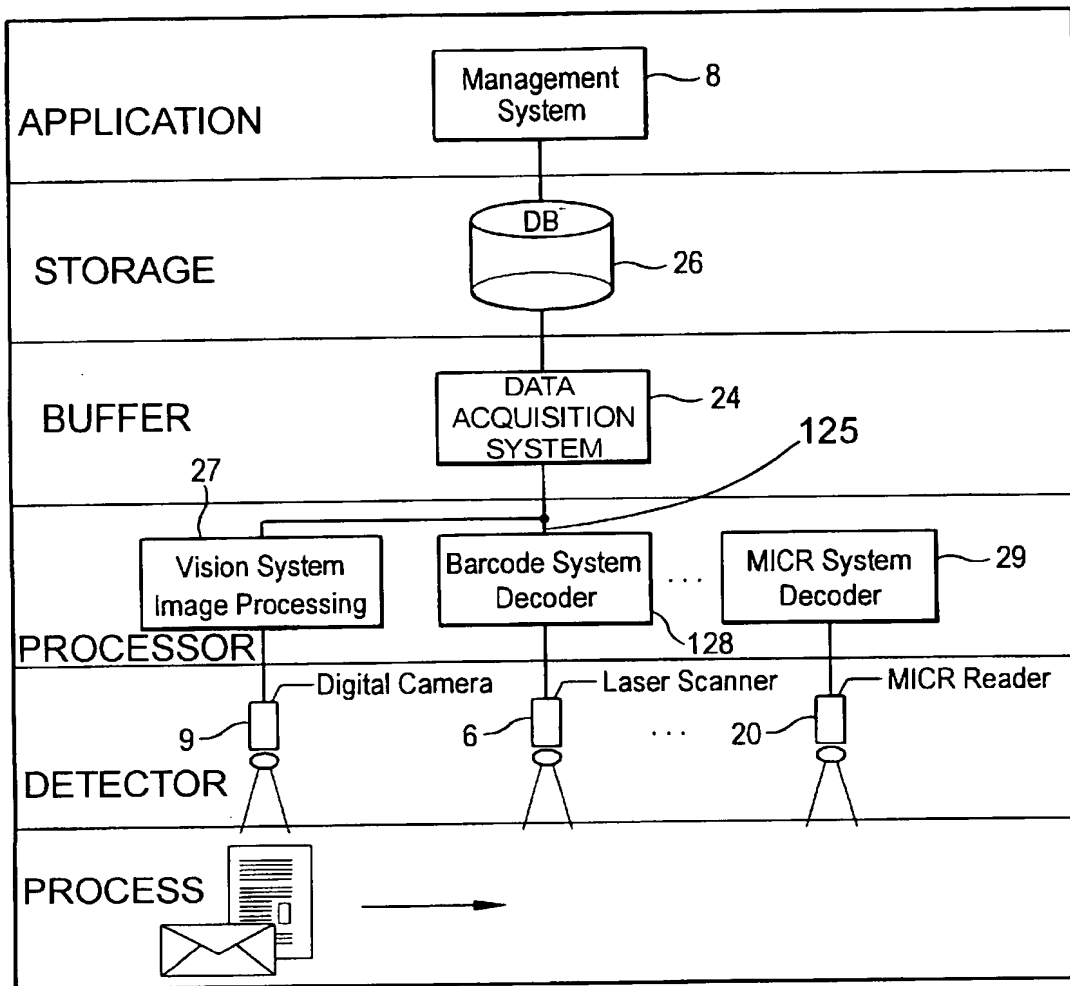 Management
System
8
APPLICATION
DB
STORAGE
26
DATA
ACQUISITION
SYSTEM
24
BUFFER
125
27
Vision System
Image Processing
Barcode System
Decoder
...
MICR System
Decoder
29
128
PROCESSOR
Digital Camera
Laser Scanner
MICR Reader
9
6
...
20
DETECTOR
PROCESS